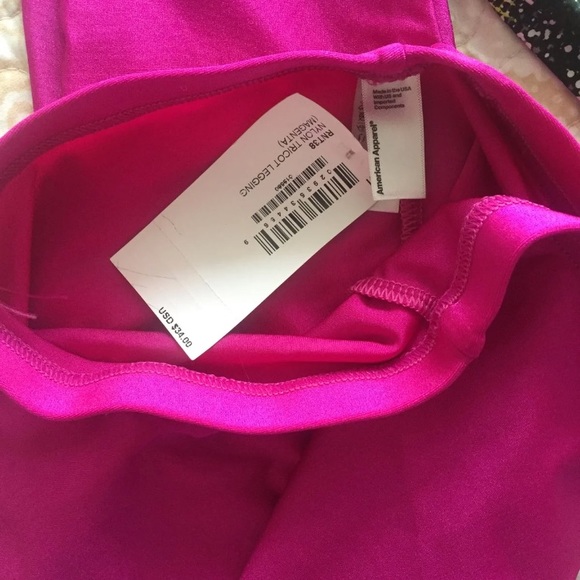 RNT38
NYLON TRICOT LEGGING
(MAGENTA)
USD $34.00
American Apparel®
Made in the USA
With US and
Imported
Components